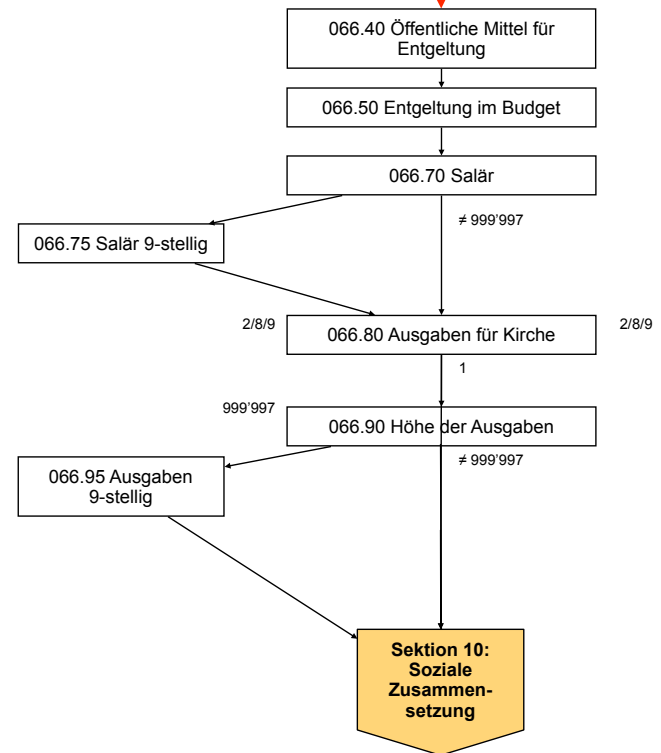 066.40 Öffentliche Mittel für
Entgeltung
066.50 Entgeltung im Budget
066.70 Salär
≠ 999'997
066.75 Salär 9-stellig
2/8/9
066.80 Ausgaben für Kirche
2/8/9
1
999'997
066.90 Höhe der Ausgaben
≠ 999'997
066.95 Ausgaben
9-stellig
Sektion 10:
Soziale
Zusammen-
setzung